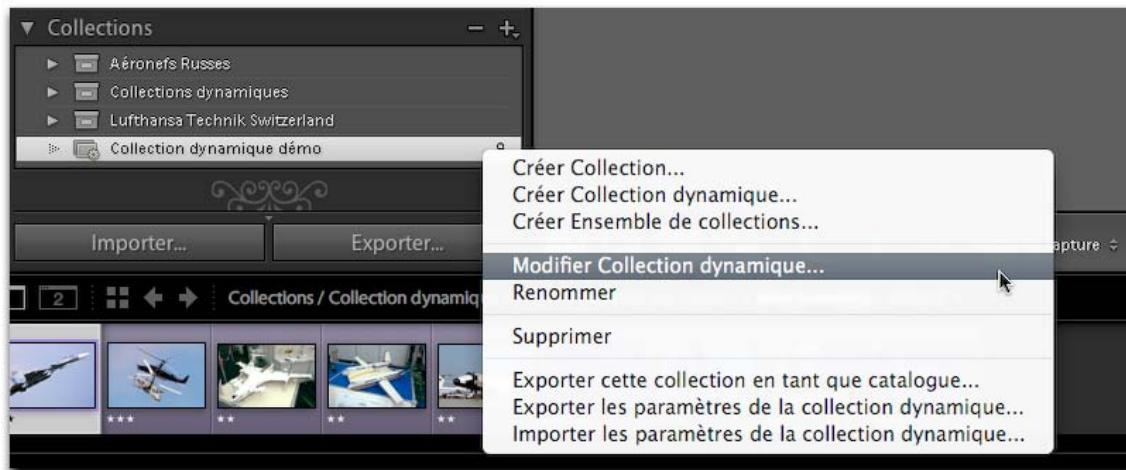 Collections
Aéronefs Russes
Collections dynamiques
Lufthansa Technik Switzerland
Collection dynamique démo
Importer...
Exporter...
2
Collections / Collection
Créer Collection...
Créer Collection dynamique...
Créer Ensemble de collections...
Modifier Collection dynamique...
Renommer
Supprimer
Exporter cette collection en tant que catalogue...
Exporter les paramètres de la collection dynamique...
Importer les paramètres de la collection dynamique...